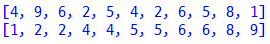 [4, 9, 6, 2, 5, 4, 2, 6, 5, 8, 1]
[1, 2, 2, 4, 4, 5, 5, 6, 6, 8, 9]